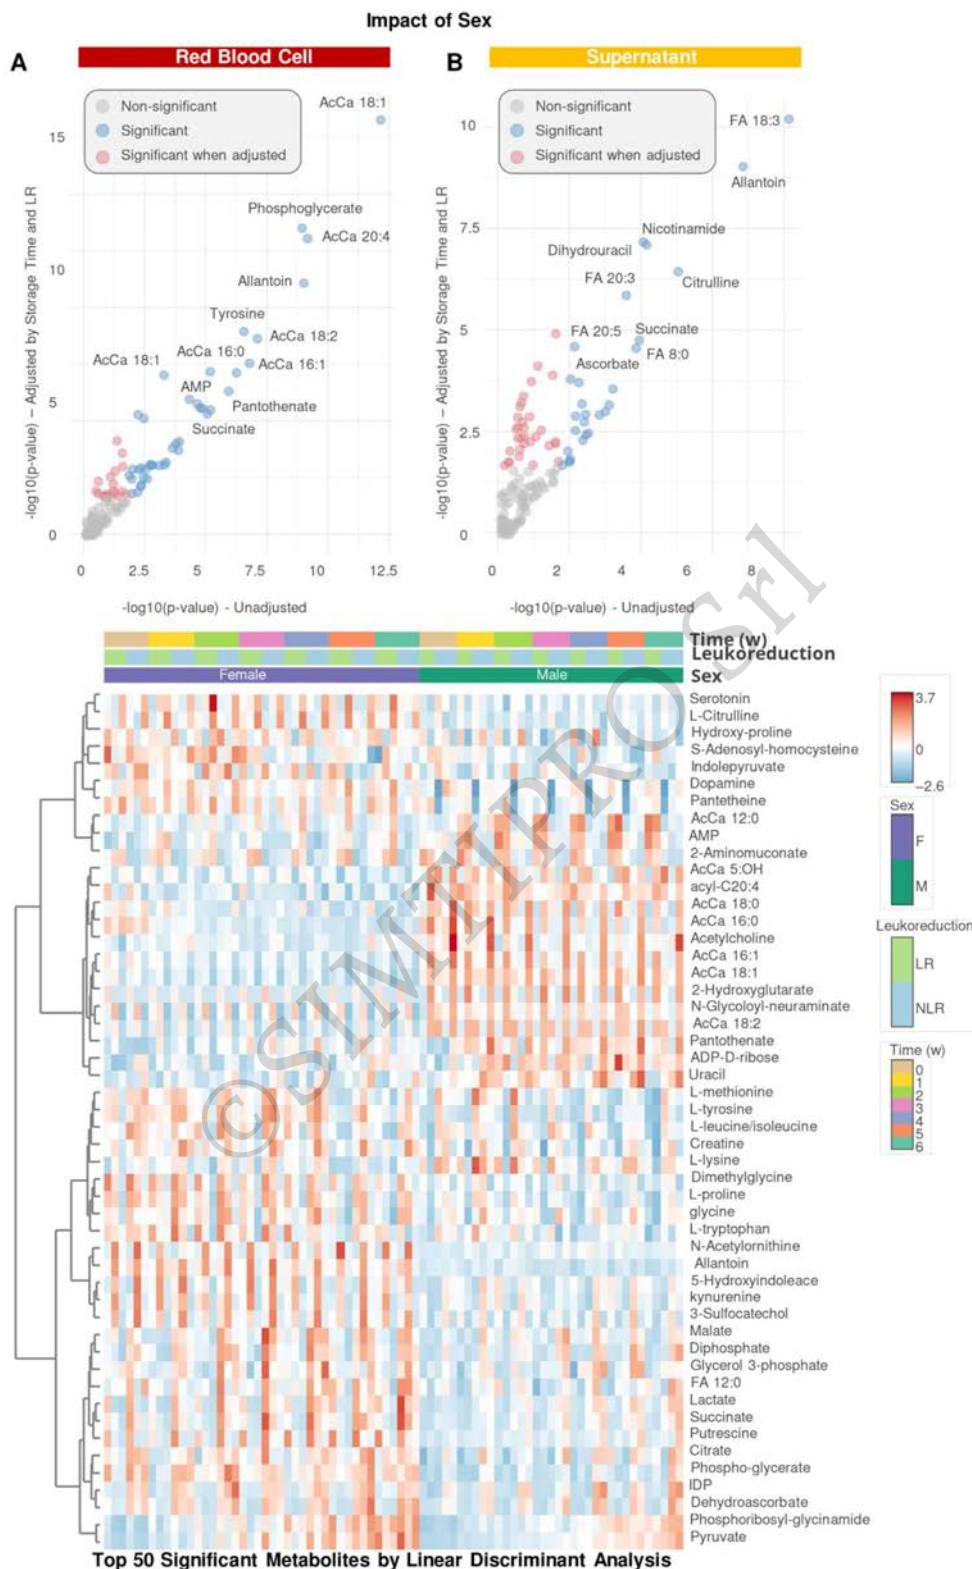 Impact of Sex
A
Red Blood Cell
Non-significant
Significant
Significant when adjusted
AcCa 18:1
Phosphoglycerate
AcCa 20:4
Allantoin
Tyrosine
AcCa 18:2
AcCa 16:0
AcCa 18:1
AcCa 16:1
AMP
Pantothenate
Succinate
15
10
5
0
0 2.5 5 7.5 10 12.5
-log10(p-value) – Adjusted by Storage Time and LR
-log10(p-value) - Unadjusted
B
Supernatant
Non-significant
Significant
Significant when adjusted
FA 18:3
Allantoin
Nicotinamide
Dihydrouracil
Citrulline
FA 20:3
FA 20:5
Succinate
FA 8:0
Ascorbate
10
7.5
5
2.5
0
0 2 4 6 8
-log10(p-value) – Adjusted by Storage Time and LR
-log10(p-value) - Unadjusted
Time (w)
Leukoreduction
Female Male Sex
Serotonin
L-Citrulline
Hydroxy-proline
S-Adenosyl-homocysteine
Indolepyruvate
Dopamine
Pantetheine
AcCa 12:0
AMP
2-Aminomuconate
AcCa 5:OH
acyl-C20:4
AcCa 18:0
AcCa 16:0
Acetylcholine
AcCa 16:1
AcCa 18:1
2-Hydroxyglutarate
N-Glycoloyl-neuraminate
AcCa 18:2
Pantothenate
ADP-D-ribose
Uracil
L-methionine
L-tyrosine
L-leucine/isoleucine
Creatine
L-lysine
Dimethylglycine
L-proline
glycine
L-tryptophan
N-Acetylornithine
Allantoin
5-Hydroxyindoleace
kynurenine
3-Sulfocatechol
Malate
Diphosphate
Glycerol 3-phosphate
FA 12:0
Lactate
Succinate
Putrescine
Citrate
Phospho-glycerate
IDP
Dehydroascorbate
Phosphoribosyl-glycinamide
Pyruvate
3.7
0
−2.6
Sex
F
M
Leukoreduction
LR
NLR
Time (w)
0
1
2
3
4
5
6
Top 50 Significant Metabolites by Linear Discriminant Analysis
©SIMTIPRO Srl